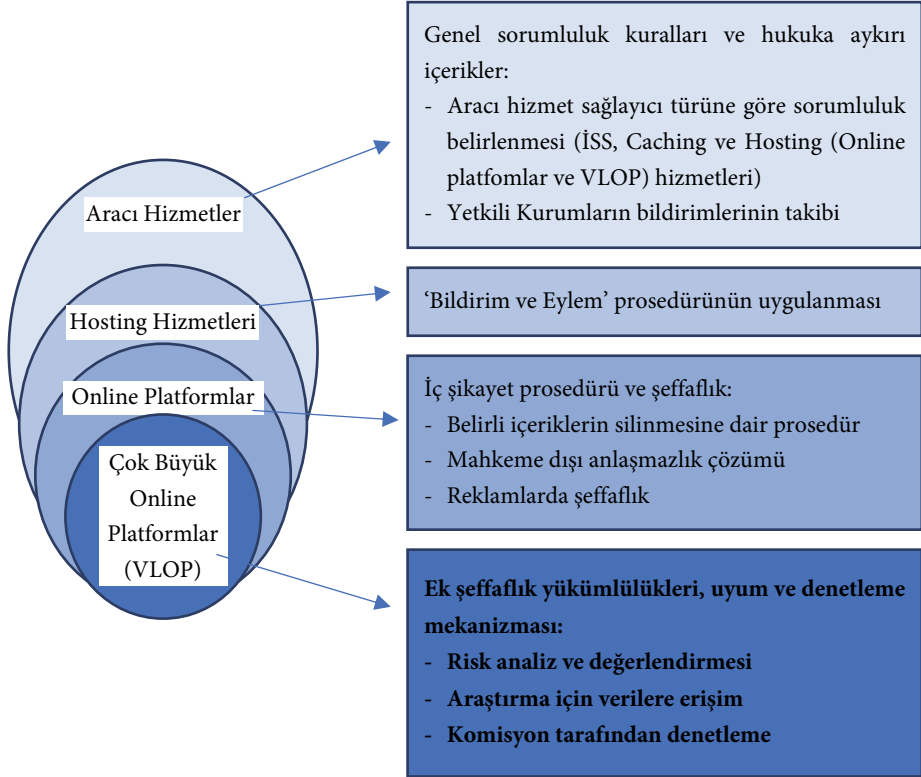 Genel sorumluluk kuralları ve hukuka aykırı
içerikler:
- Aracı hizmet sağlayıcı türüne göre sorumluluk
belirlenmesi (İSS, Caching ve Hosting (Online
platfomlar ve VLOP) hizmetleri)
- Yetkili Kurumların bildirimlerinin takibi
Aracı Hizmetler
Hosting Hizmetleri
'Bildirim ve Eylem' prosedürünün uygulanması
Online Platformlar
İç şikayet prosedürü ve şeffaflık:
- Belirli içeriklerin silinmesine dair prosedür
- Mahkeme dışı anlaşmazlık çözümü
- Reklamlarda şeffaflık
Çok Büyük
Online
Platformlar
(VLOP)
Ek şeffaflık yükümlülükleri, uyum ve denetleme
mekanizması:
- Risk analiz ve değerlendirmesi
- Araştırma için verilere erişim
- Komisyon tarafından denetleme